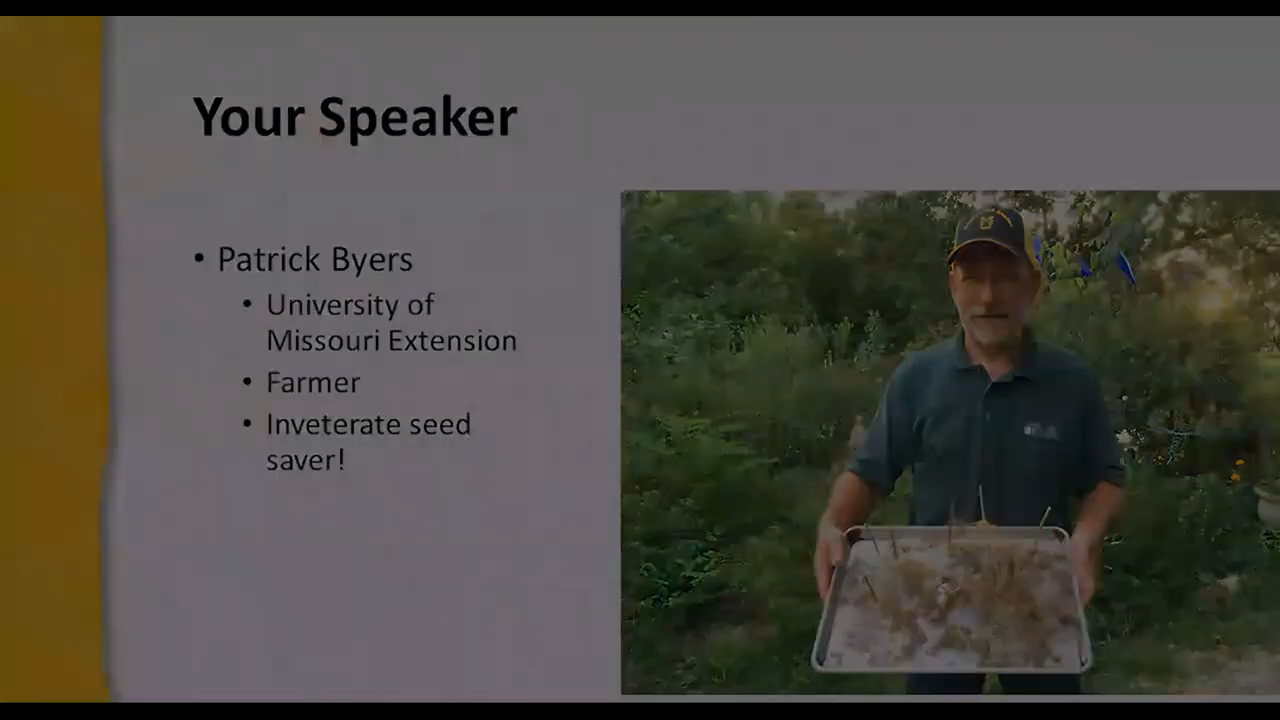 Your Speaker
• Patrick Byers
• University of
Missouri Extension
• Farmer
• Inveterate seed
saver!